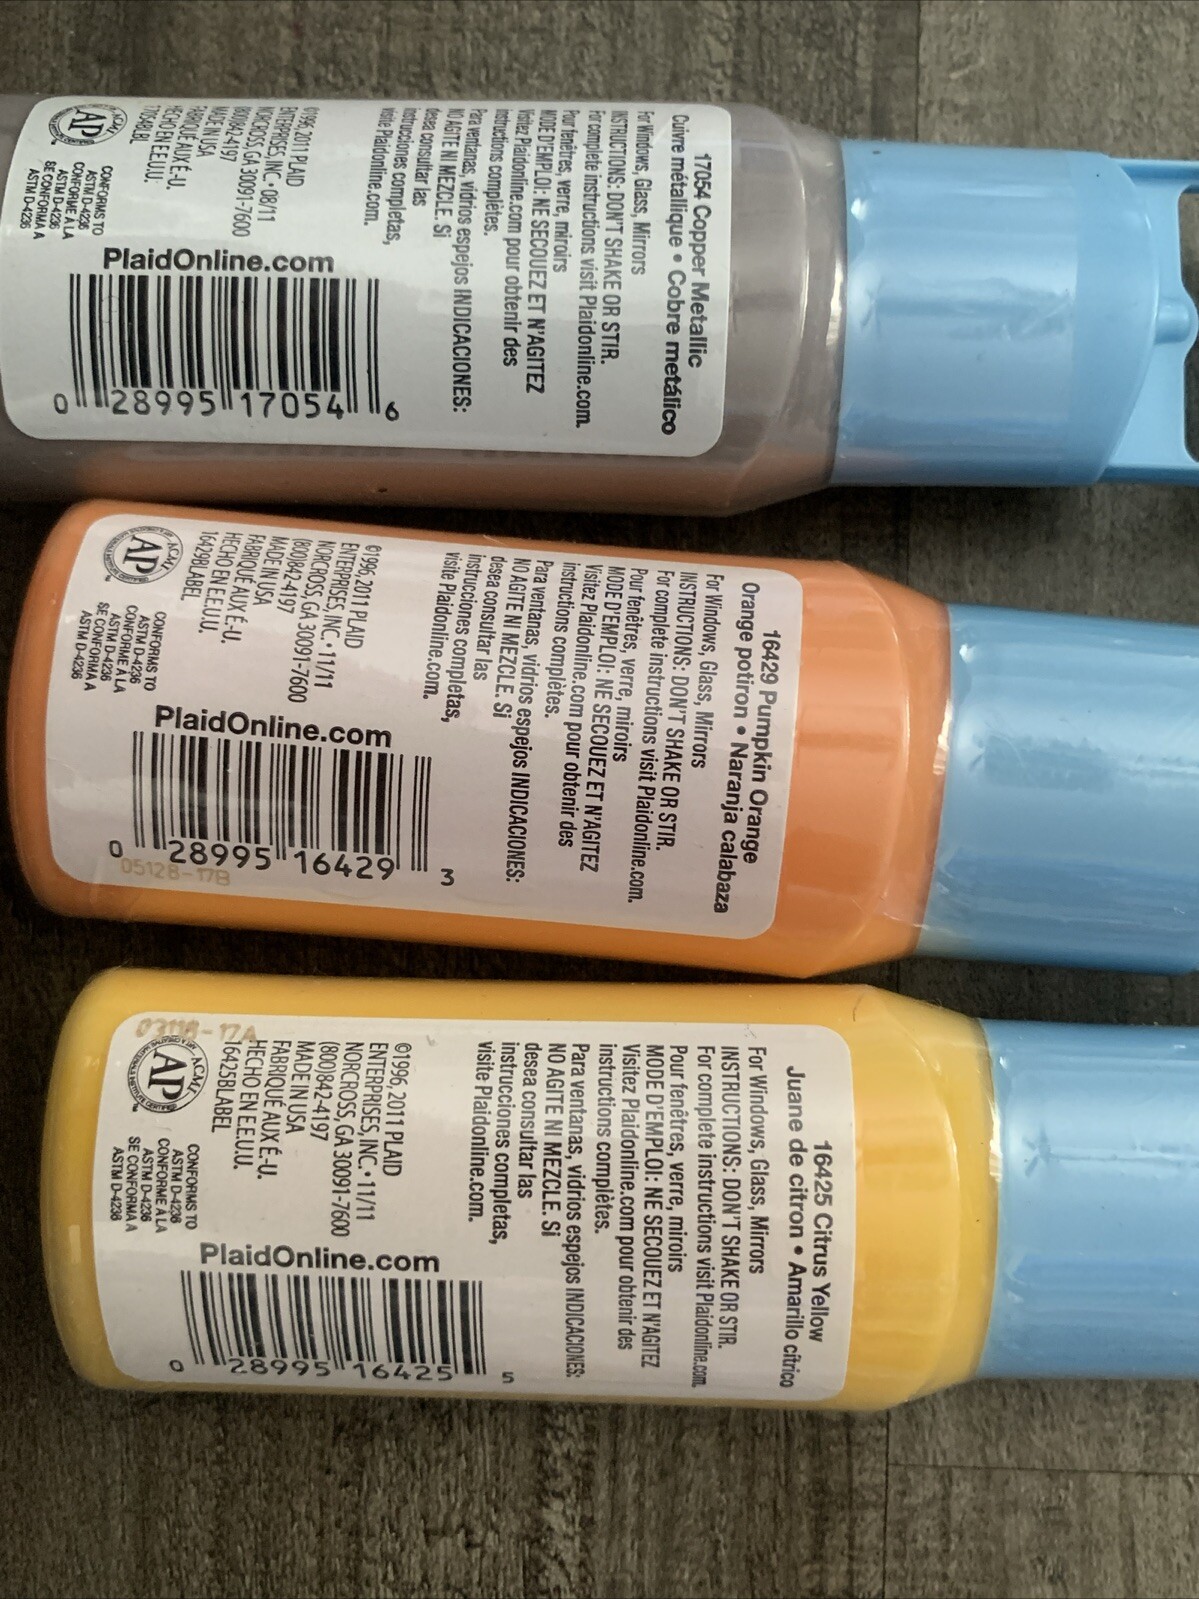 17054 Copper Metallic
Cuivre métallique • Cobre metálico
For Windows, Glass, Mirrors
INSTRUCTIONS: DON'T SHAKE OR STIR.
For complete instructions visit Plaidonline.com.
Pour fenêtres, verre, miroirs
MODE D'EMPLOI: NE SECOUEZ ET N'AGITEZ
Visitez Plaidonline.com pour obtenir des
instructions complètes.
Para ventanas, vidrios espejos INDICACIONES:
NO AGITE NI MEZCLE. Si
desea consultar las
instrucciones completas,
visite Plaidonline.com.
©1996, 2011 PLAID
ENTERPRISES, INC. • 08/11
NORCROSS, GA 30091-7600
(800)842-4197
MADE IN USA
FABRIQUÉ AUX É-U.
HECHO EN E.E.U.U.
17054BLBL
ACMI
AP
CONFORMS TO
ASTM D-4236
CONFORME À LA
ASTM D-4236
SE CONFORMA A
ASTM D-4236
PlaidOnline.com
0 28995 17054 6
16429 Pumpkin Orange
Orange potiron • Naranja calabaza
For Windows, Glass, Mirrors
INSTRUCTIONS: DON'T SHAKE OR STIR.
For complete instructions visit Plaidonline.com.
Pour fenêtres, verre, miroirs
MODE D'EMPLOI: NE SECOUEZ ET N'AGITEZ
Visitez Plaidonline.com pour obtenir des
instructions complètes.
Para ventanas, vidrios espejos INDICACIONES:
NO AGITE NI MEZCLE. Si
desea consultar las
instrucciones completas,
visite Plaidonline.com.
©1996, 2011 PLAID
ENTERPRISES, INC. • 11/11
NORCROSS, GA 30091-7600
(800)842-4197
MADE IN USA
FABRIQUÉ AUX É-U.
HECHO EN E.E.U.U.
16429BLABEL
ACMI
AP
CONFORMS TO
ASTM D-4236
CONFORME À LA
ASTM D-4236
SE CONFORMA A
ASTM D-4236
PlaidOnline.com
0 28995 16429 3
05128-17B
16425 Citrus Yellow
Juane de citron • Amarillo cítrico
For Windows, Glass, Mirrors
INSTRUCTIONS: DON'T SHAKE OR STIR.
For complete instructions visit Plaidonline.com.
Pour fenêtres, verre, miroirs
MODE D'EMPLOI: NE SECOUEZ ET N'AGITEZ
Visitez Plaidonline.com pour obtenir des
instructions complètes.
Para ventanas, vidrios espejos INDICACIONES:
NO AGITE NI MEZCLE. Si
desea consultar las
instrucciones completas,
visite Plaidonline.com.
©1996, 2011 PLAID
ENTERPRISES, INC. • 11/11
NORCROSS, GA 30091-7600
(800)842-4197
MADE IN USA
FABRIQUÉ AUX É-U.
HECHO EN E.E.U.U.
16425BLABEL
ACMI
AP
CONFORMS TO
ASTM D-4236
CONFORME À LA
ASTM D-4236
SE CONFORMA A
ASTM D-4236
PlaidOnline.com
0 28995 16425 5